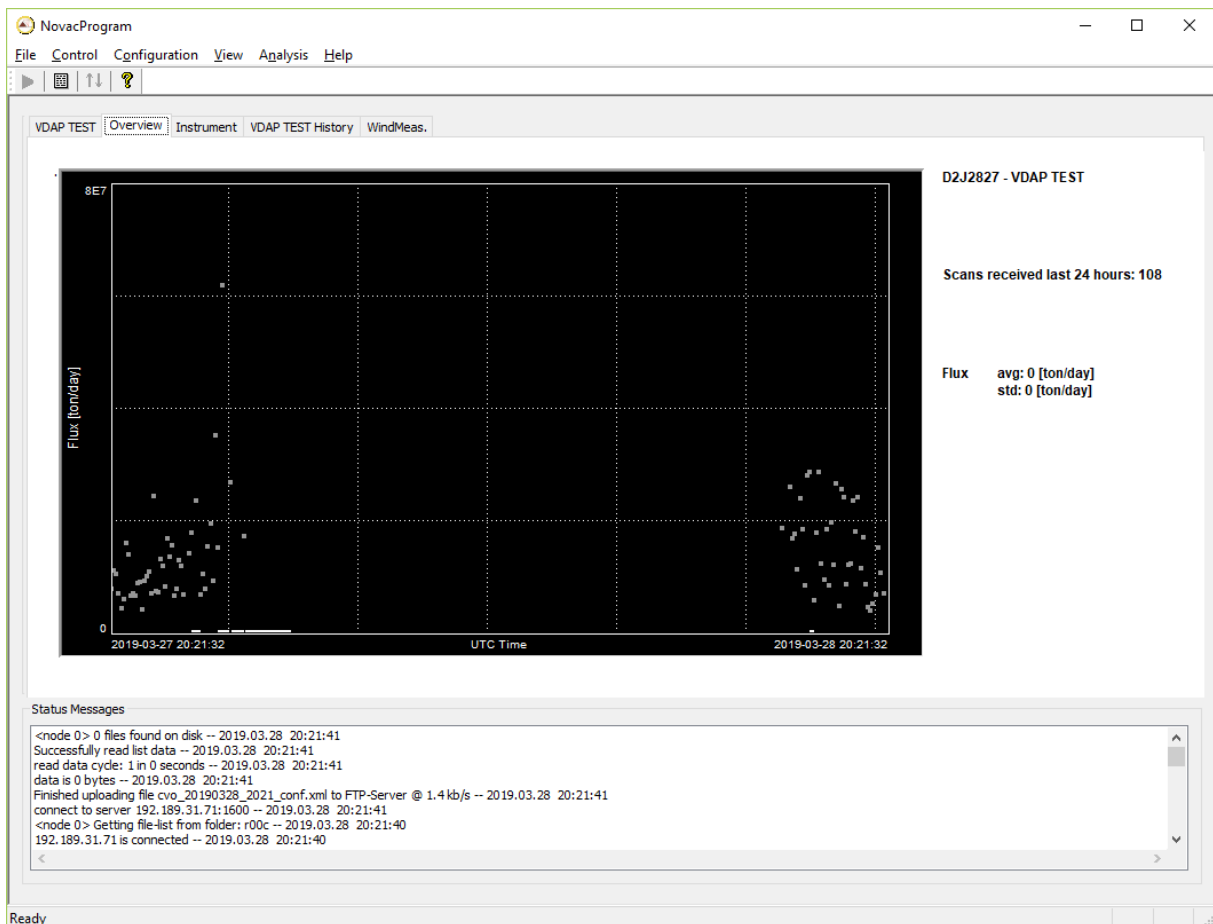 NovacProgram
File Control Configuration View Analysis Help
VDAP TEST Overview Instrument VDAP TEST History WindMeas.
8E7
Flux [ton/day]
0
2019-03-27 20:21:32 UTC Time 2019-03-28 20:21:32
D2J2827 - VDAP TEST
Scans received last 24 hours: 108
Flux avg: 0 [ton/day]
std: 0 [ton/day]
Status Messages
<node 0> 0 files found on disk -- 2019.03.28 20:21:41
Successfully read list data -- 2019.03.28 20:21:41
read data cycle: 1 in 0 seconds -- 2019.03.28 20:21:41
data is 0 bytes -- 2019.03.28 20:21:41
Finished uploading file cvo_20190328_2021_conf.xml to FTP-Server @ 1.4 kb/s -- 2019.03.28 20:21:41
connect to server 192.189.31.71:1600 -- 2019.03.28 20:21:41
<node 0> Getting file-list from folder: r00c -- 2019.03.28 20:21:40
192.189.31.71 is connected -- 2019.03.28 20:21:40
Ready